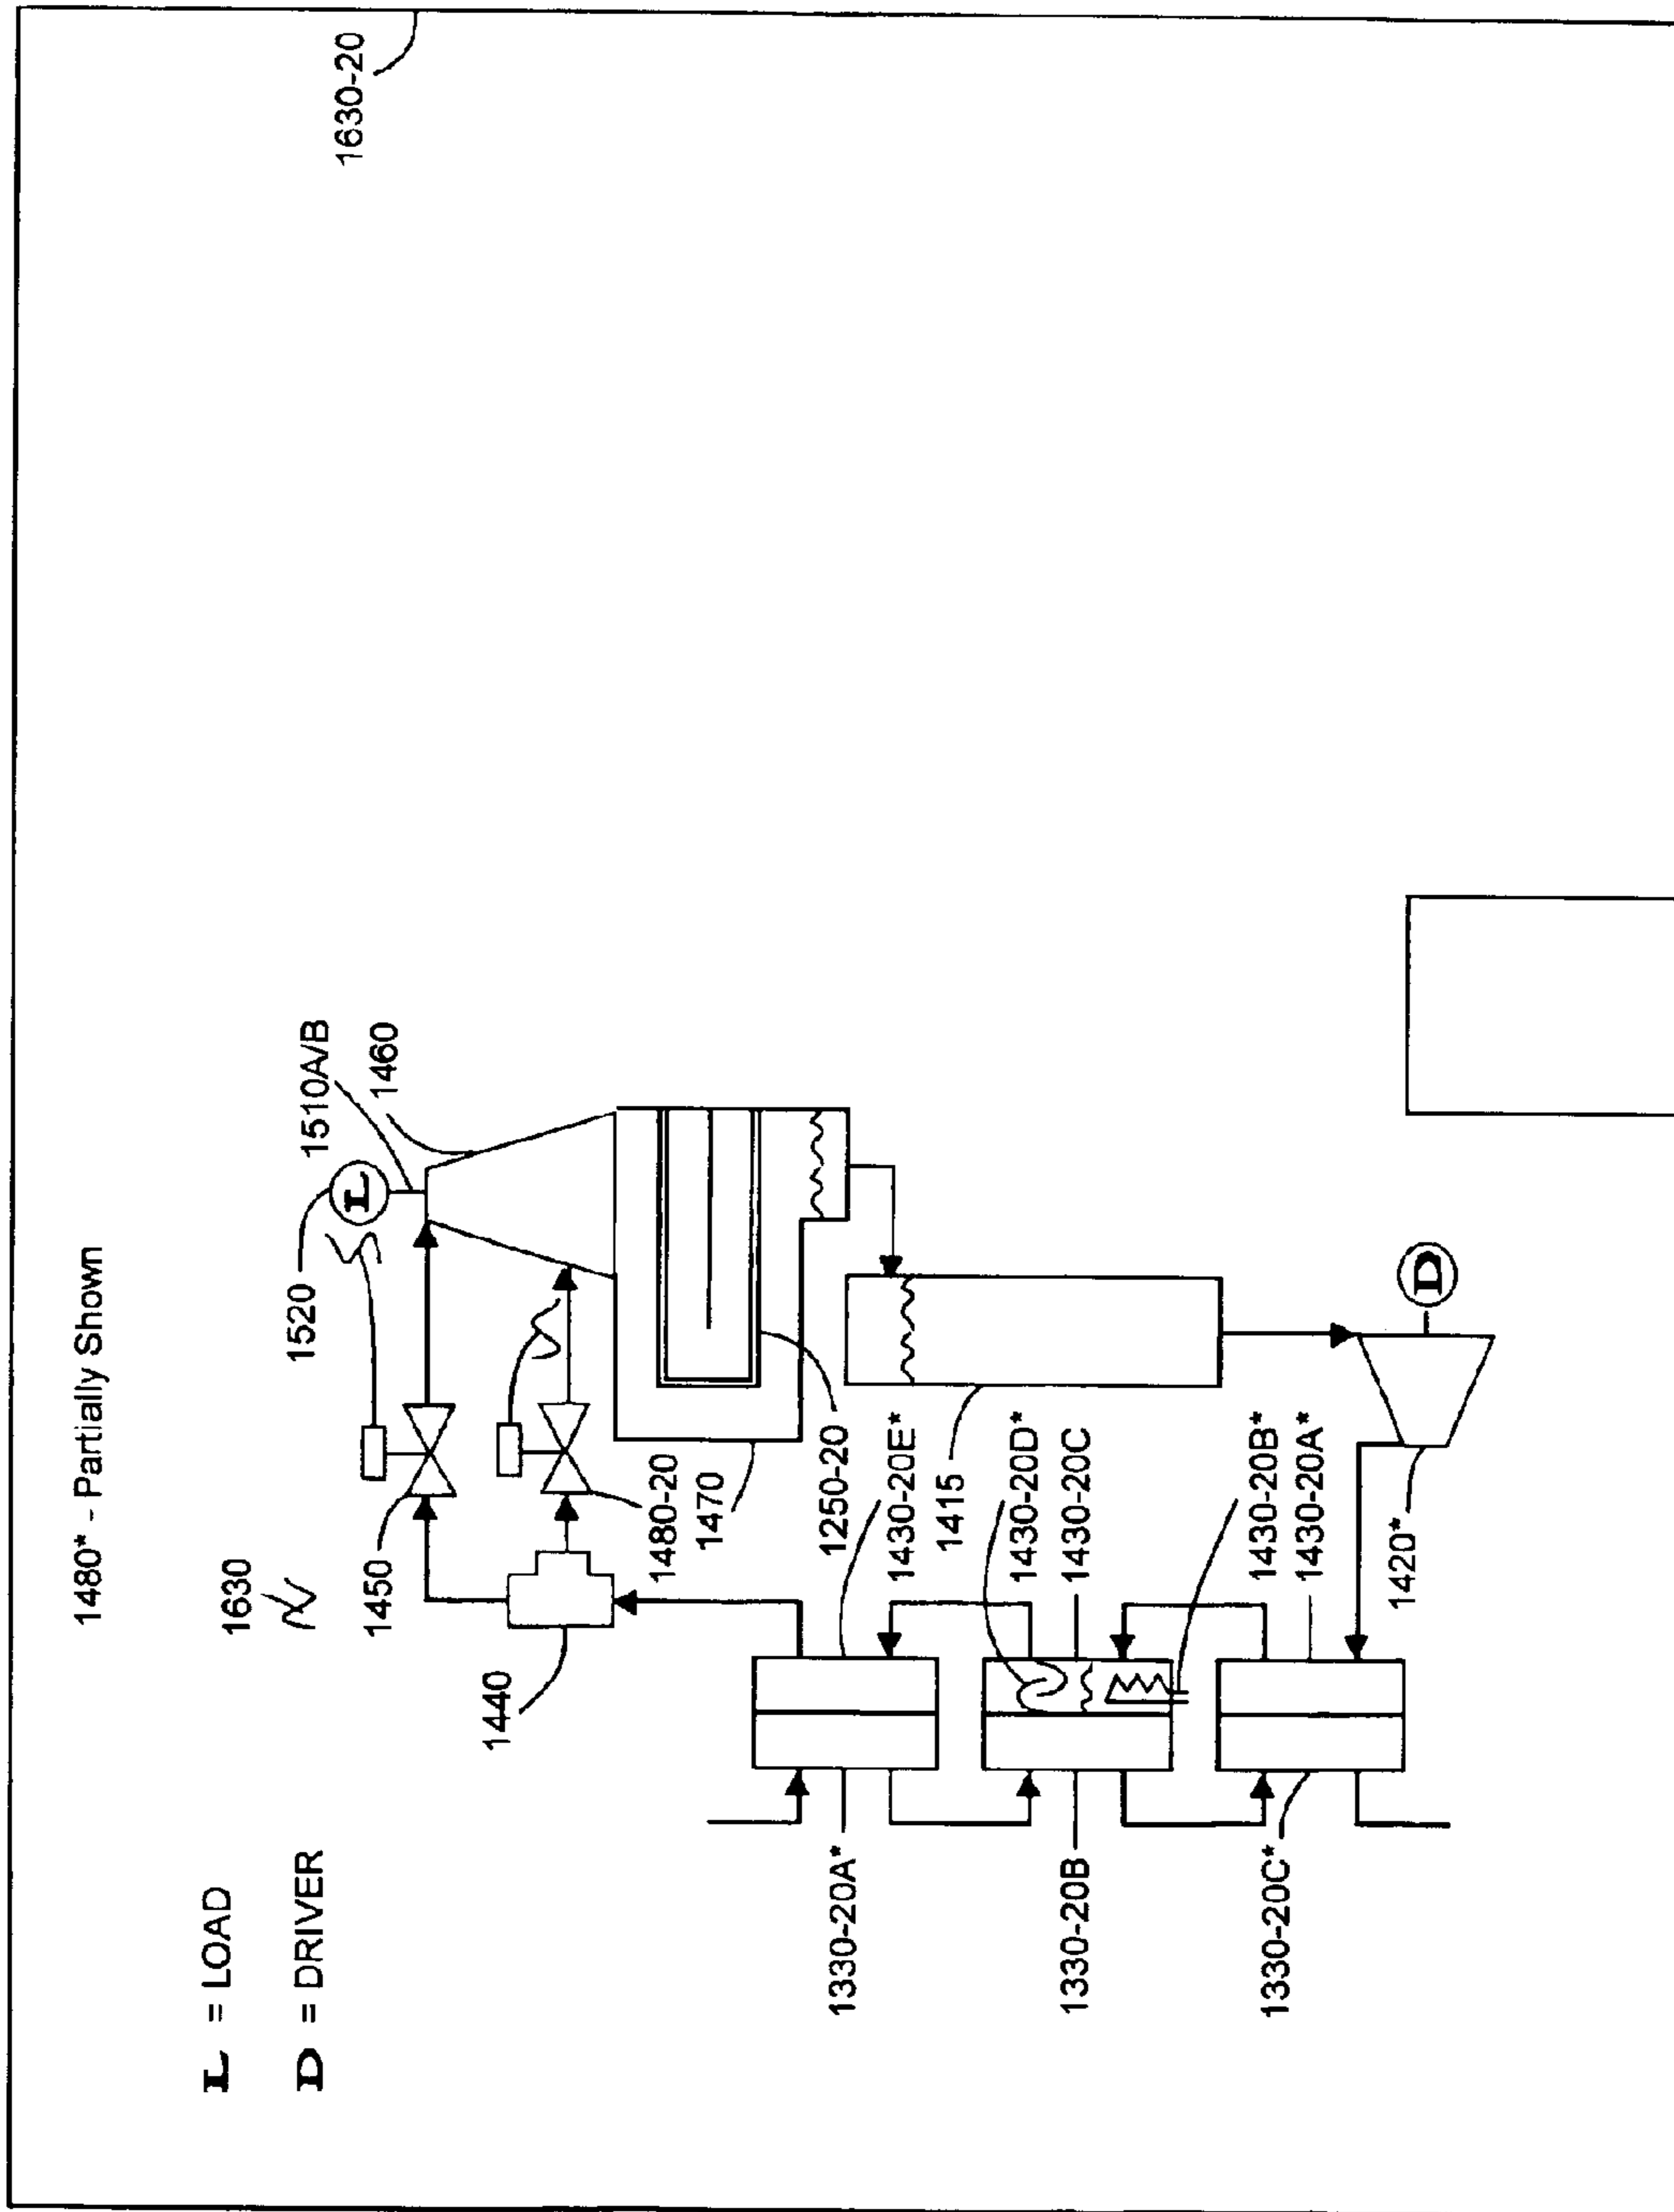 1480* - Partially Shown
L = LOAD
D = DRIVER
1630
1630-20
1520
1510A/B
1460
1450
1440
1480-20
1470
1250-20
1415
L
1330-20A*
1430-20E*
1430-20D*
1330-20B
1430-20C
1430-20B*
1330-20C*
1430-20A*
1420*
D